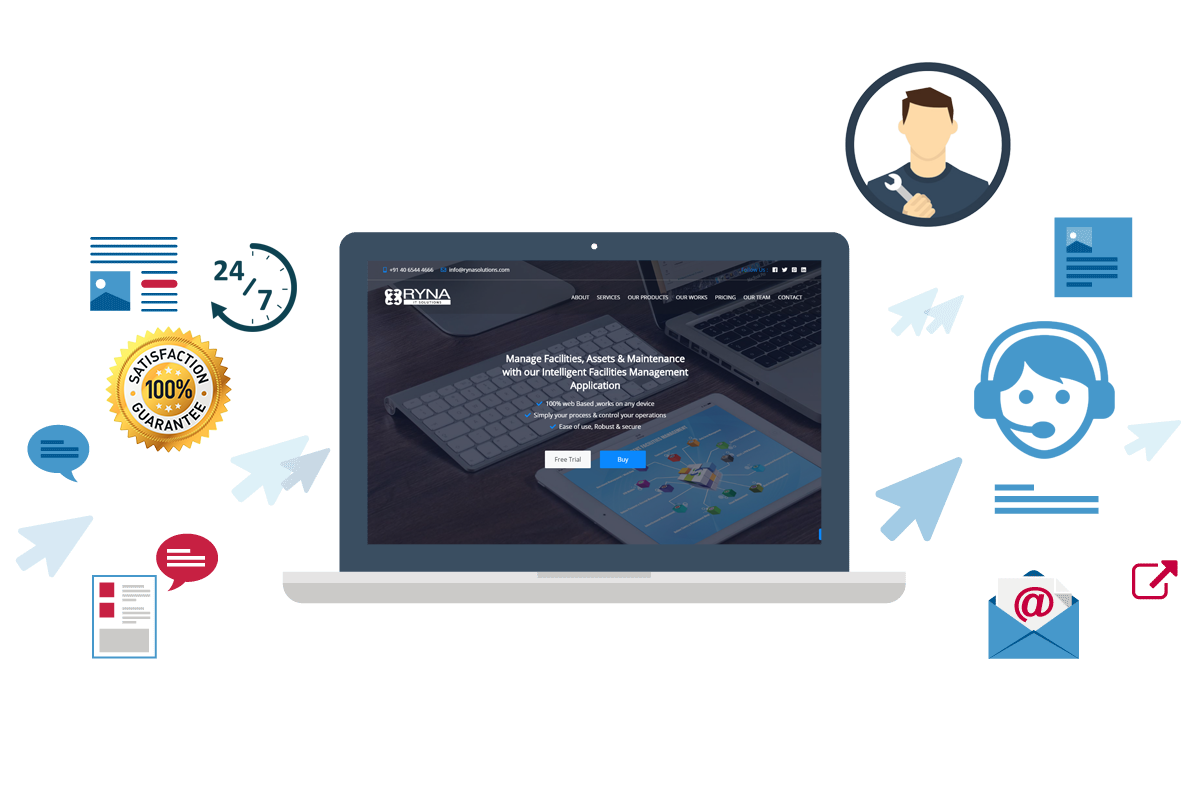 +91 40 6544 4666 info@rynasolutions.com Follow Us :
RYNA
IT SOLUTIONS
ABOUT SERVICES OUR PRODUCTS OUR WORKS PRICING OUR TEAM CONTACT
Manage Facilities, Assets & Maintenance
with our Intelligent Facilities Management
Application
100% web Based ,works on any device
Simply your process & control your operations
Ease of use, Robust & secure
Free Trial Buy
24/7
SATISFACTION
100%
GUARANTEE
@